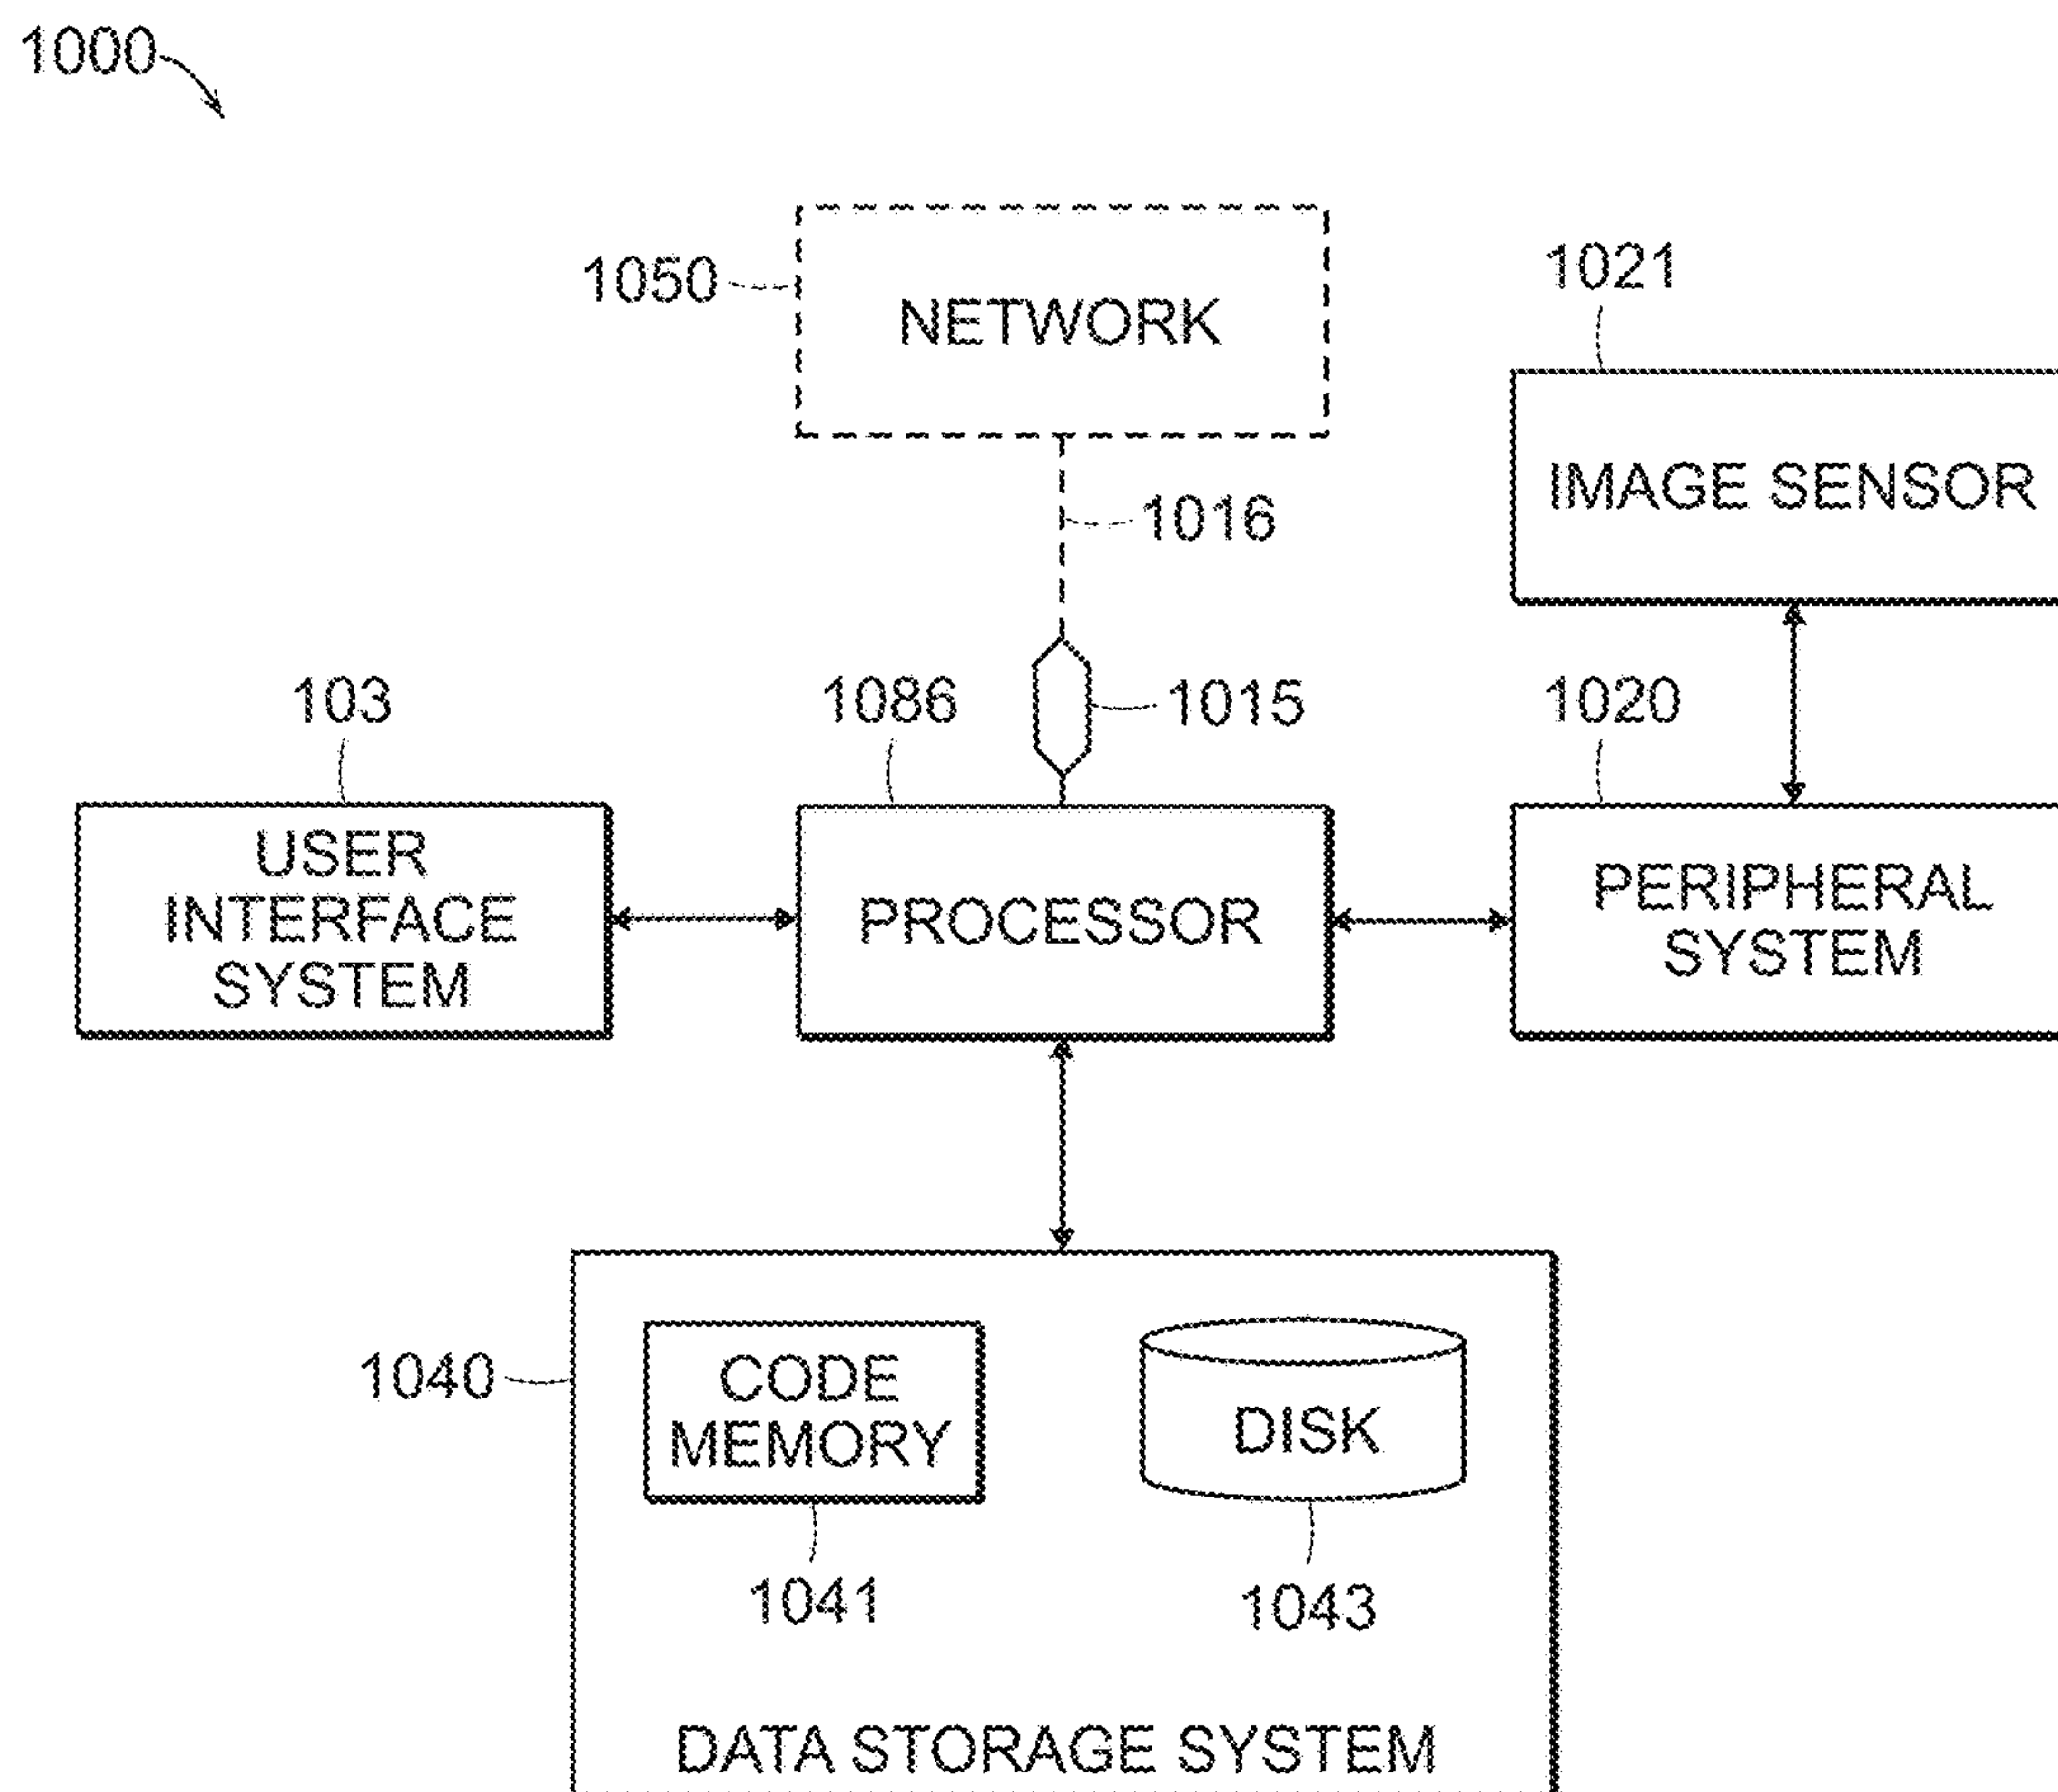 1000
1050
NETWORK
1021
IMAGE SENSOR
1016
103
1086
1015
1020
USER
INTERFACE
SYSTEM
PROCESSOR
PERIPHERAL
SYSTEM
1040
CODE
MEMORY
DISK
1041
1043
DATA STORAGE SYSTEM